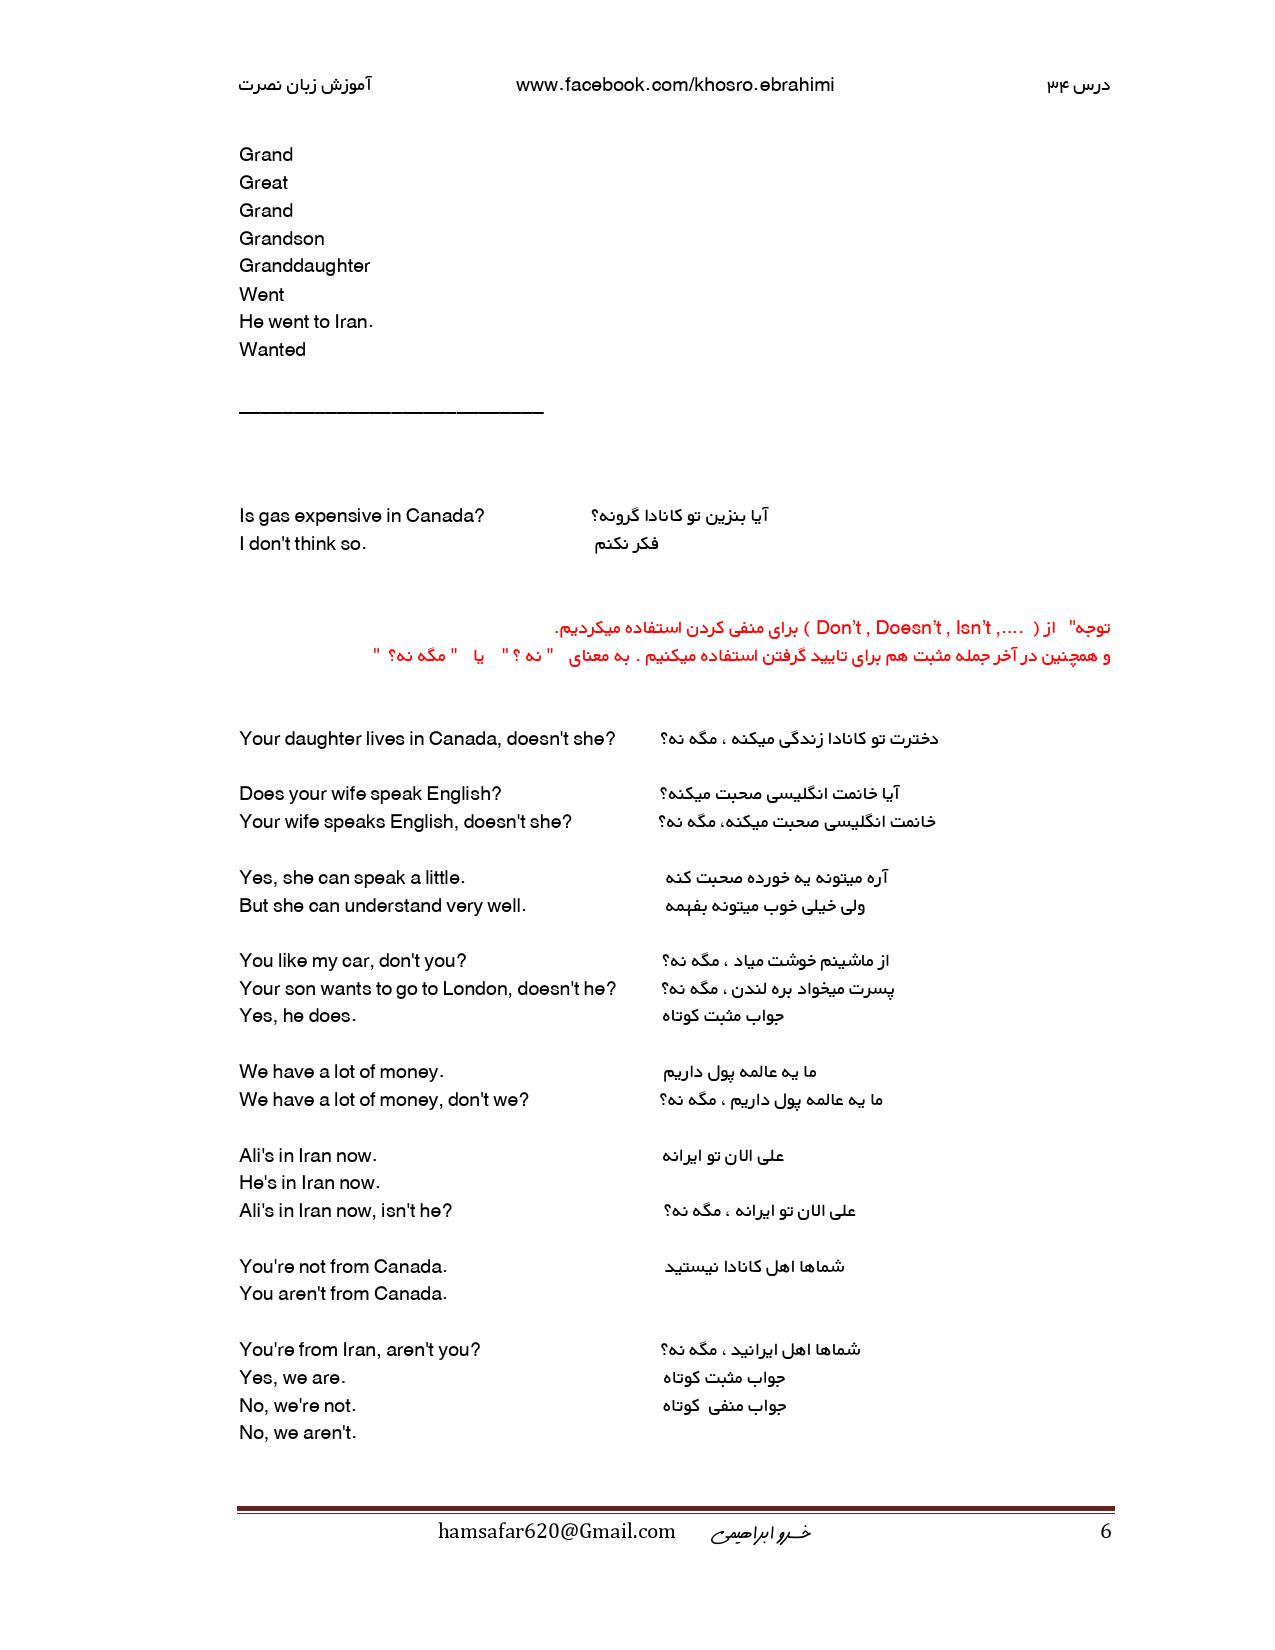 آموزش زبان نصرت www.facebook.com/khosro.ebrahimi درس ۳۴
Grand
Great
Grand
Grandson
Granddaughter
Went
He went to Iran.
Wanted
____________________________
Is gas expensive in Canada? آیا بنزین تو کانادا گرونه؟
I don't think so. فکر نکنم
توجه" از ( Don’t , Doesn’t , Isn’t ,.... ) برای منفی کردن استفاده میکردیم.
و همچنین در آخر جمله مثبت هم برای تایید گرفتن استفاده میکنیم . به معنای " نه ؟ " یا " مگه نه؟ "
Your daughter lives in Canada, doesn't she? دخترت تو کانادا زندگی میکنه ، مگه نه؟
Does your wife speak English? آیا خانمت انگلیسی صحبت میکنه؟
Your wife speaks English, doesn't she? خانمت انگلیسی صحبت میکنه، مگه نه؟
Yes, she can speak a little. آره میتونه یه خورده صحبت کنه
But she can understand very well. ولی خیلی خوب میتونه بفهمه
You like my car, don't you? از ماشینم خوشت میاد ، مگه نه؟
Your son wants to go to London, doesn't he? پسرت میخواد بره لندن ، مگه نه؟
Yes, he does. جواب مثبت کوتاه
We have a lot of money. ما یه عالمه پول داریم
We have a lot of money, don't we? ما یه عالمه پول داریم ، مگه نه؟
Ali's in Iran now. علی الان تو ایرانه
He's in Iran now.
Ali's in Iran now, isn't he? علی الان تو ایرانه ، مگه نه؟
You're not from Canada. شماها اهل کانادا نیستید
You aren't from Canada.
You're from Iran, aren't you? شماها اهل ایرانید ، مگه نه؟
Yes, we are. جواب مثبت کوتاه
No, we're not. جواب منفی کوتاه
No, we aren't.
hamsafar620@Gmail.com خسرو ابراهیمی 6